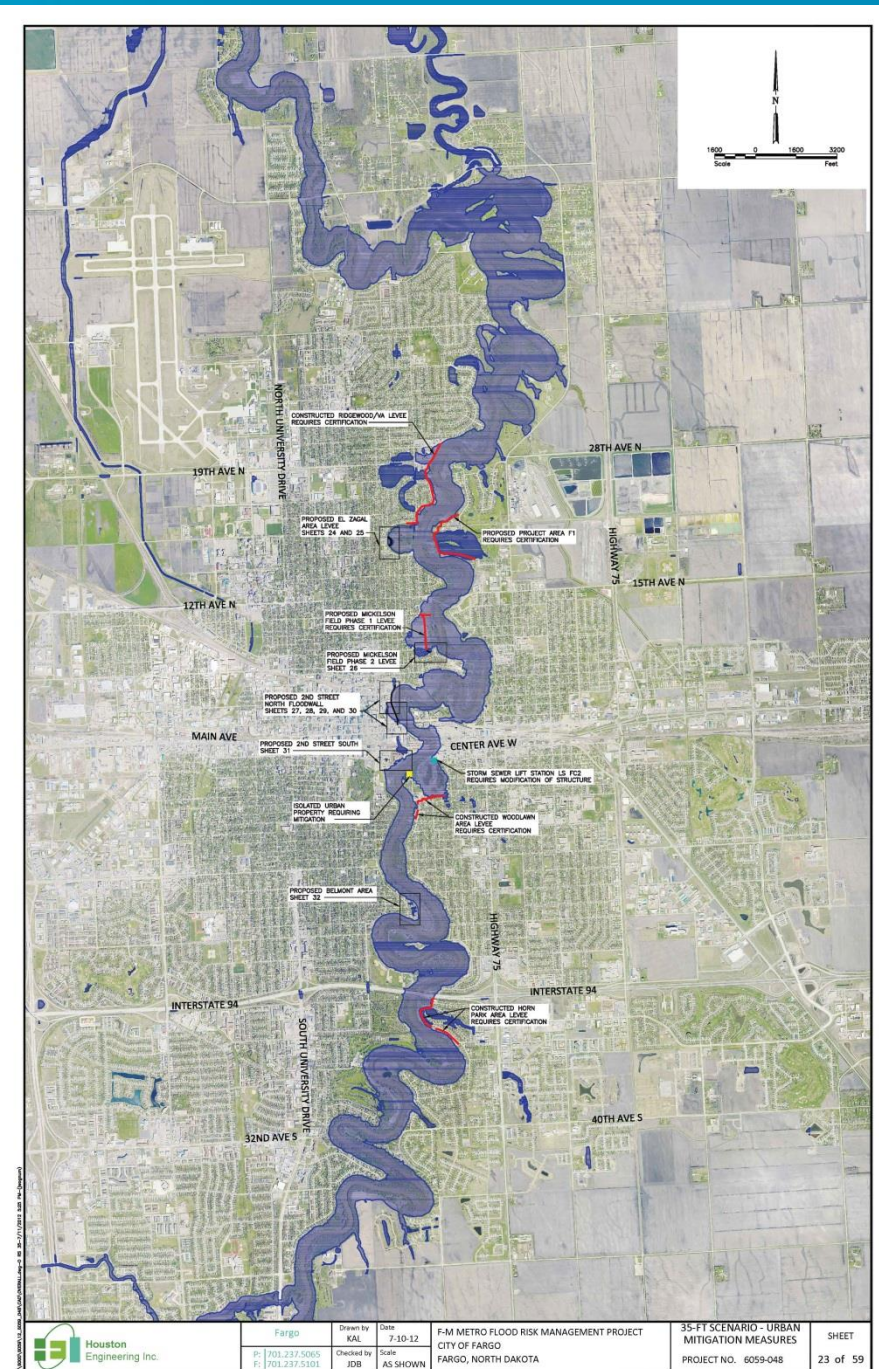 N
1600 0 1600 3200
Scale Feet
CONSTRUCTED RIDGEWOOD/VA LEVEE
REQUIRES CERTIFICATION
NORTH UNIVERSITY DRIVE
28TH AVE N
19TH AVE N
PROPOSED EL ZAGAL
AREA LEVEE
SHEETS 24 AND 25
PROPOSED PROJECT AREA F1
REQUIRES CERTIFICATION
HIGHWAY 75
15TH AVE N
12TH AVE N
PROPOSED MICKELSON
FIELD PHASE 1 LEVEE
REQUIRES CERTIFICATION
PROPOSED MICKELSON
FIELD PHASE 2 LEVEE
SHEET 26
PROPOSED 2ND STREET
NORTH FLOODWALL
SHEETS 27, 28, 29, AND 30
MAIN AVE
CENTER AVE W
PROPOSED 2ND STREET SOUTH
SHEET 31
STORM SEWER LIFT STATION LS FC2
REQUIRES MODIFICATION OF STRUCTURE
ISOLATED URBAN
PROPERTY REQUIRING
MITIGATION
CONSTRUCTED WOODLAWN
AREA LEVEE
REQUIRES CERTIFICATION
PROPOSED BELMONT AREA
SHEET 32
HIGHWAY 75
INTERSTATE 94
INTERSTATE 94
CONSTRUCTED HORN
PARK AREA LEVEE
REQUIRES CERTIFICATION
SOUTH UNIVERSITY DRIVE
40TH AVE S
32ND AVE S
Houston
Engineering Inc.
Fargo
P: 701.237.5065
F: 701.237.5101
Drawn by
KAL
Date
7-10-12
Checked by
JDB
Scale
AS SHOWN
F-M METRO FLOOD RISK MANAGEMENT PROJECT
CITY OF FARGO
FARGO, NORTH DAKOTA
35-FT SCENARIO - URBAN
MITIGATION MEASURES
PROJECT NO. 6059-048
SHEET
23 of 59